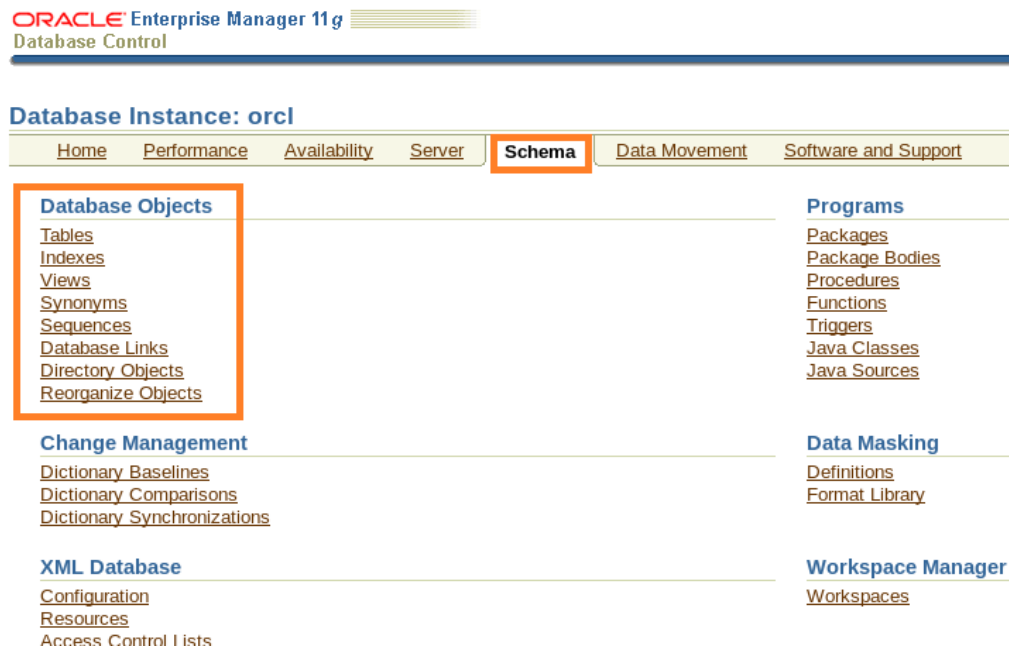 ORACLE Enterprise Manager 11g
Database Control
Database Instance: orcl
Home Performance Availability Server Schema Data Movement Software and Support
Database Objects
Tables
Indexes
Views
Synonyms
Sequences
Database Links
Directory Objects
Reorganize Objects
Programs
Packages
Package Bodies
Procedures
Functions
Triggers
Java Classes
Java Sources
Change Management
Dictionary Baselines
Dictionary Comparisons
Dictionary Synchronizations
Data Masking
Definitions
Format Library
XML Database
Configuration
Resources
Access Control Lists
Workspace Manager
Workspaces